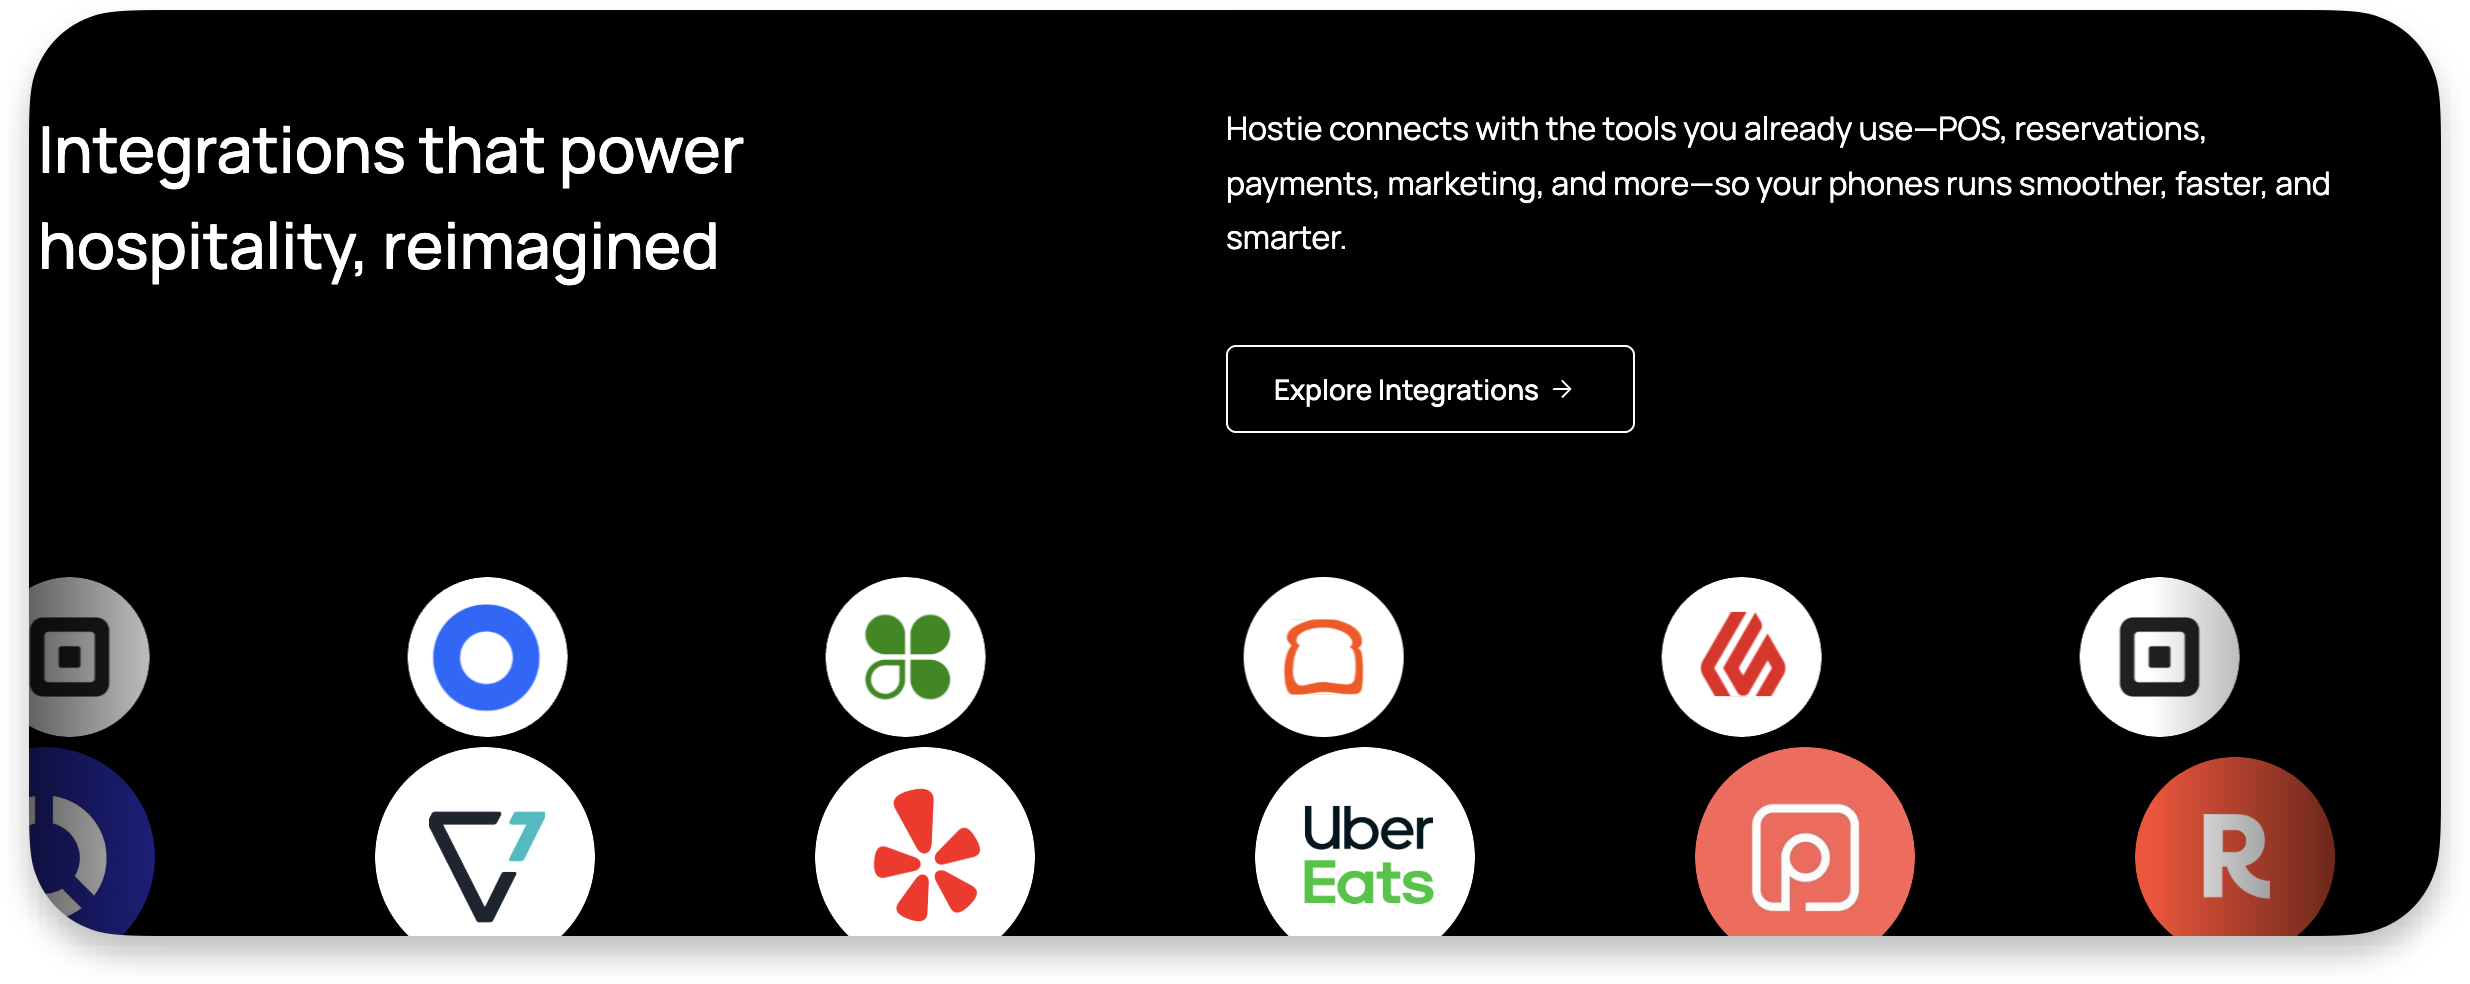 Integrations that power
hospitality, reimagined
Hostie connects with the tools you already use—POS, reservations,
payments, marketing, and more—so your phones runs smoother, faster, and
smarter.
Explore Integrations →
Uber
Eats
R